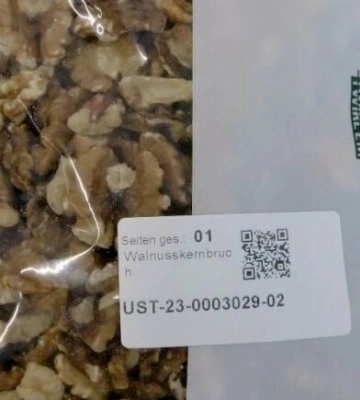 Seiten ges.: 01
Walnusskernbruc
h
UST-23-0003029-02